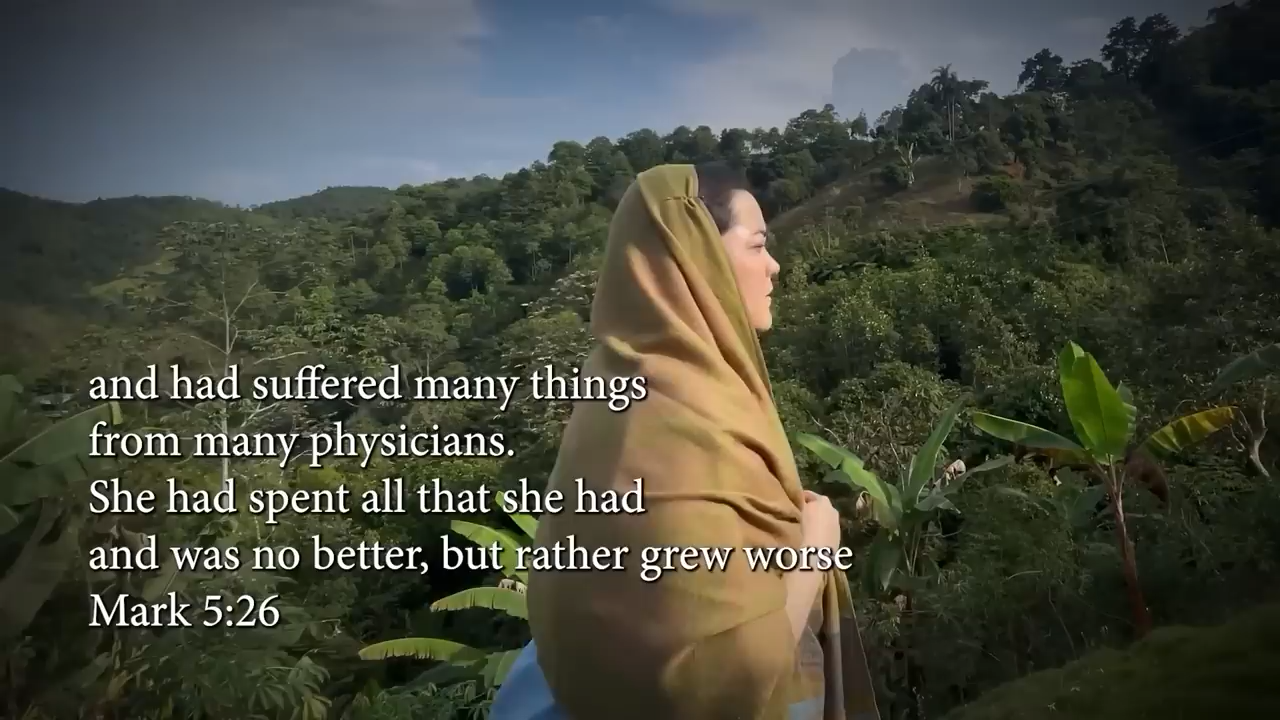 and had suffered many things
from many physicians.
She had spent all that she had
and was no better, but rather grew worse
Mark 5:26